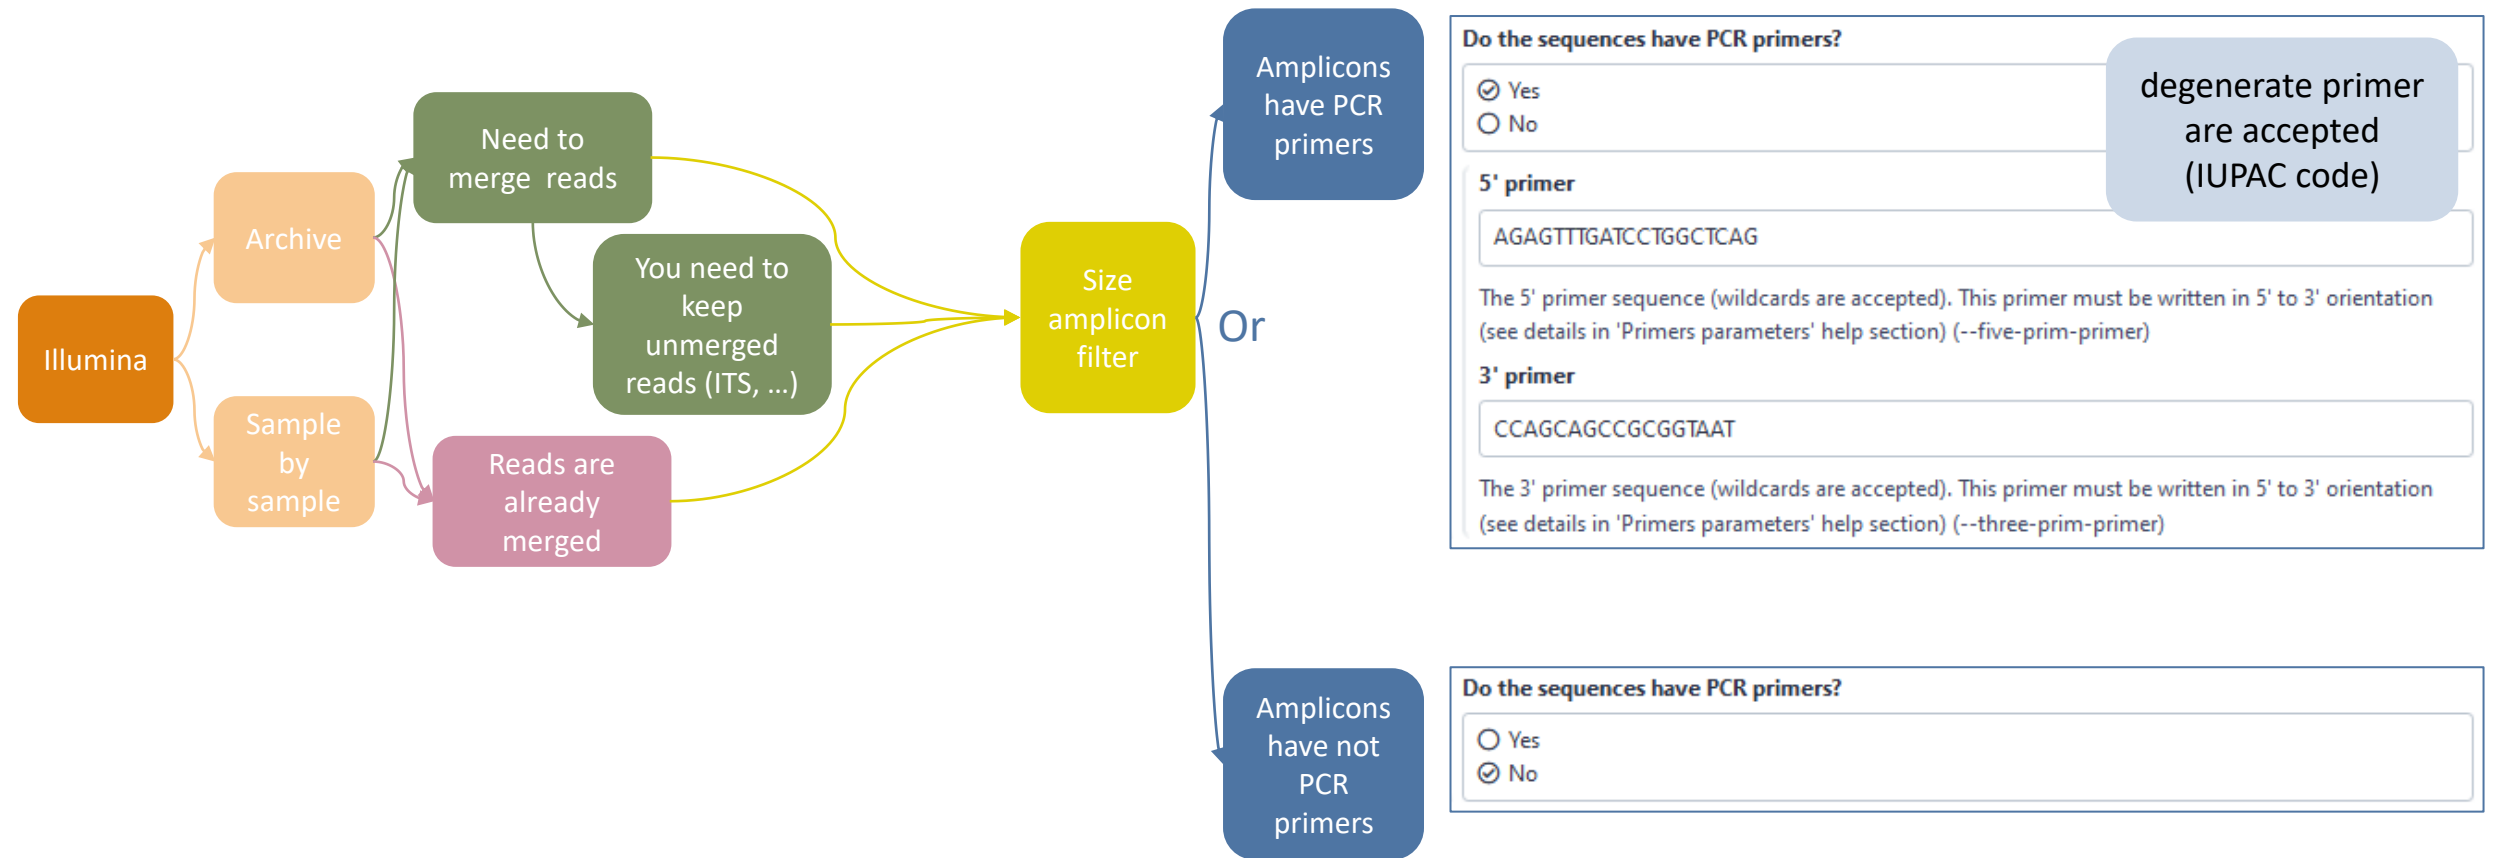 Illumina
Archive
Sample
by
sample
Need to
merge  reads
You need to
keep
unmerged
reads (ITS, ...)
Reads are
already
merged
Size
amplicon
filter
Or
Amplicons
have PCR
primers
Do the sequences have PCR primers?
Yes
No
degenerate primer
are accepted
(IUPAC code)
5' primer
AGAGTTTGATCCTGGCTCAG
The 5' primer sequence (wildcards are accepted). This primer must be written in 5' to 3' orientation
(see details in 'Primers parameters' help section) (--five-prim-primer)
3' primer
CCAGCAGCCGCGGTAAT
The 3' primer sequence (wildcards are accepted). This primer must be written in 5' to 3' orientation
(see details in 'Primers parameters' help section) (--three-prim-primer)
Amplicons
have not
PCR
primers
Do the sequences have PCR primers?
Yes
No